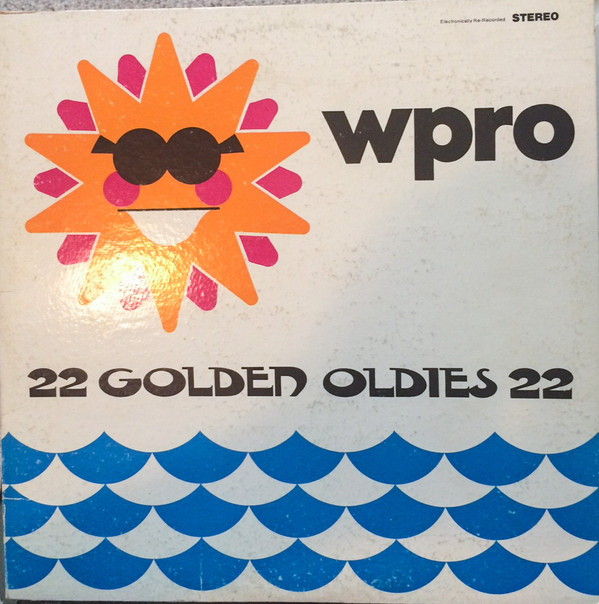 Electronically Re-Recorded STEREO
wpro
22 GOLDEN OLDIES 22